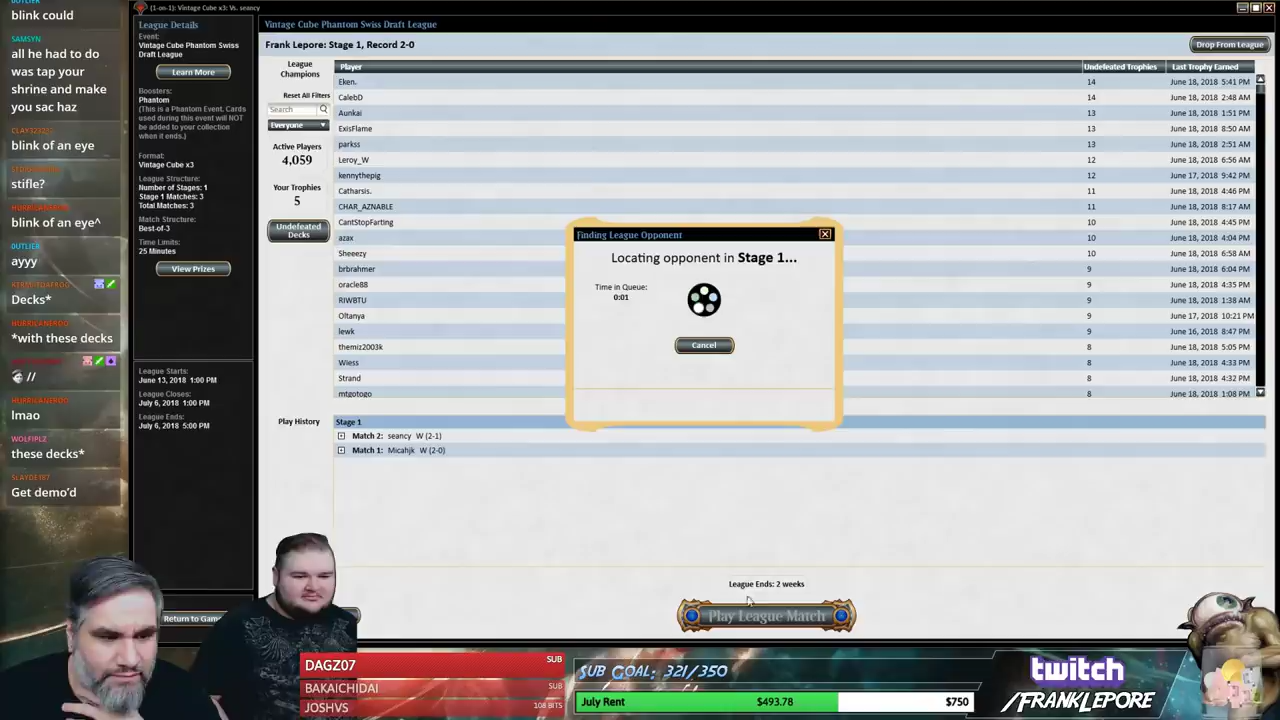 0UTLIER
blink could
SAMSYN
all he had to do
was tap your
shrine and make
you sac haz
blink of an eye
stifle?
blink of an eye^
0UTLIER
ayyy
Decks*
HURRILANEROO
*with these decks
//
HURRILANEROO
lmao
WOLFIPLZ
these decks*
SLAYDE187
Get demo'd
(1-on-1): Vintage Cube x3: Vs. seancy
League Details
Event:
Vintage Cube Phantom Swiss
Draft League
Learn More
Boosters:
Phantom
(This is a Phantom Event. Cards
used during this event will NOT
be added to your collection
when it ends.)
Format:
Vintage Cube x3
League Structure:
Number of Stages: 1
Stage 1 Matches: 3
Total Matches: 3
Match Structure:
Best-of-3
Time Limits:
25 Minutes
View Prizes
League Starts:
June 13, 2018 1:00 PM
League Closes:
July 6, 2018 1:00 PM
League Ends:
July 6, 2018 5:00 PM
Return to Gam
Vintage Cube Phantom Swiss Draft League
Frank Lepore: Stage 1, Record 2-0
Drop From League
League
Champions
Reset All Filters
Search
Everyone
Active Players
4,059
Your Trophies
5
Undefeated
Decks
Player Undefeated Trophies Last Trophy Earned
Eken. 14 June 18, 2018 5:41 PM
CalebD 14 June 18, 2018 2:48 AM
Aunkai 13 June 18, 2018 1:51 PM
ExisFlame 13 June 18, 2018 8:50 AM
parkss 13 June 18, 2018 2:51 AM
Leroy_W 12 June 18, 2018 6:56 AM
kennythepig 12 June 17, 2018 9:42 PM
Catharsis. 11 June 18, 2018 4:46 PM
CHAR_AZNABLE 11 June 18, 2018 8:17 AM
CantStopFarting 10 June 18, 2018 4:45 PM
azax 10 June 18, 2018 4:04 PM
Sheeezy 10 June 18, 2018 6:58 AM
brbrahmer 9 June 18, 2018 6:04 PM
oracle88 9 June 18, 2018 4:35 PM
RIWBTU 9 June 18, 2018 1:38 AM
Oltanya 9 June 17, 2018 10:21 PM
lewk 9 June 16, 2018 8:47 PM
themiz2003k 8 June 18, 2018 5:05 PM
Wiess 8 June 18, 2018 4:33 PM
Strand 8 June 18, 2018 4:32 PM
mtgotogo 8 June 18, 2018 1:08 PM
Finding League Opponent
Locating opponent in Stage 1...
Time in Queue:
0:01
Cancel
Play History
Stage 1
Match 2: seancy W (2-1)
Match 1: Micahjk W (2-0)
League Ends: 2 weeks
Play League Match
DAGZ07 SUB
BAKAICHIDAI SUB
JOSHVS 108 BITS
SUB GOAL: 321/350
July Rent $493.78 $750
twitch
/FRANKLEPORE